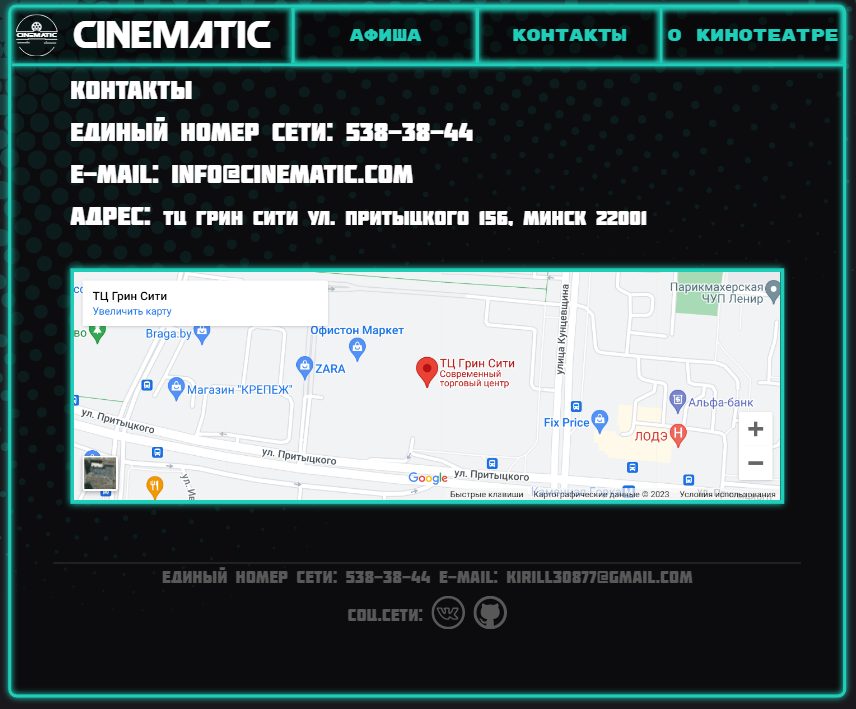 CINEMATIC
CINEMATIC
АФИША
КОНТАКТЫ
О КИНОТЕАТРЕ
КОНТАКТЫ
ЕДИНЫЙ НОМЕР СЕТИ: 538-38-44
E-MAIL: INFO@CINEMATIC.COM
АДРЕС: ТЦ ГРИН СИТИ УЛ. ПРИТЫЦКОГО 156, МИНСК 22001
ТЦ Грин Сити
Увеличить карту
Парикмахерская
ЧУП Ленир
во
Braga.by
Офистон Маркет
улица Кунцевщина
ТЦ Грин Сити
Современный
торговый центр
ZARA
Магазин "КРЕПЕЖ"
Альфа-банк
Fix Price
ЛОДЭ
ул. Притыцкого
ул. Притыцкого
ул. Притыцкого
Google
Быстрые клавиши
Картографические данные © 2023
Условия использования
ЕДИНЫЙ НОМЕР СЕТИ: 538-38-44 E-MAIL: KIRILL30877@GMAIL.COM
СОЦ.СЕТИ: